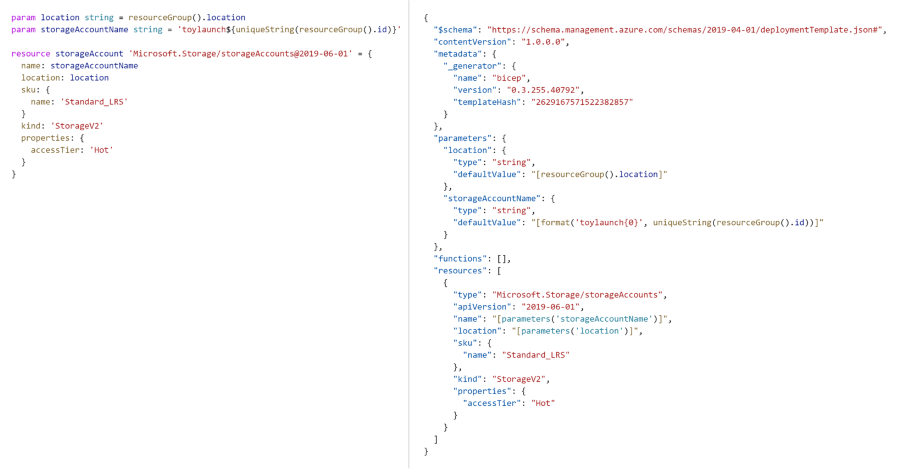 param location string = resourceGroup().location
param storageAccountName string = 'toylaunch${uniqueString(resourceGroup().id)}'

resource storageAccount 'Microsoft.Storage/storageAccounts@2019-06-01' = {
  name: storageAccountName
  location: location
  sku: {
    name: 'Standard_LRS'
  }
  kind: 'StorageV2'
  properties: {
    accessTier: 'Hot'
  }
}
{
  "$schema": "https://schema.management.azure.com/schemas/2019-04-01/deploymentTemplate.json#",
  "contentVersion": "1.0.0.0",
  "metadata": {
    "_generator": {
      "name": "bicep",
      "version": "0.3.255.40792",
      "templateHash": "2629167571522382857"
    }
  },
  "parameters": {
    "location": {
      "type": "string",
      "defaultValue": "[resourceGroup().location]"
    },
    "storageAccountName": {
      "type": "string",
      "defaultValue": "[format('toylaunch{0}', uniqueString(resourceGroup().id))]"
    }
  },
  "functions": [],
  "resources": [
    {
      "type": "Microsoft.Storage/storageAccounts",
      "apiVersion": "2019-06-01",
      "name": "[parameters('storageAccountName')]",
      "location": "[parameters('location')]",
      "sku": {
        "name": "Standard_LRS"
      },
      "kind": "StorageV2",
      "properties": {
        "accessTier": "Hot"
      }
    }
  ]
}